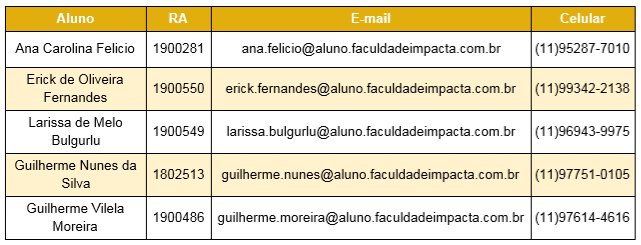 Aluno RA E-mail Celular
Ana Carolina Felicio 1900281 ana.felicio@aluno.faculdadeimpacta.com.br (11)95287-7010
Erick de Oliveira
Fernandes 1900550 erick.fernandes@aluno.faculdadeimpacta.com.br (11)99342-2138
Larissa de Melo
Bulgurlu 1900549 larissa.bulgurlu@aluno.faculdadeimpacta.com.br (11)96943-9975
Guilherme Nunes da
Silva 1802513 guilherme.nunes@aluno.faculdadeimpacta.com.br (11)97751-0105
Guilherme Vilela
Moreira 1900486 guilherme.moreira@aluno.faculdadeimpacta.com.br (11)97614-4616